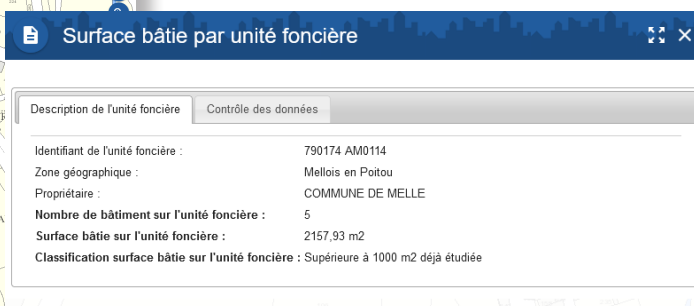 Surface bâtie par unité foncière
Description de l'unité foncière Contrôle des données
Identifiant de l'unité foncière : 790174 AM0114
Zone géographique : Mellois en Poitou
Propriétaire : COMMUNE DE MELLE
Nombre de bâtiment sur l'unité foncière : 5
Surface bâtie sur l'unité foncière : 2157,93 m2
Classification surface bâtie sur l'unité foncière : Supérieure à 1000 m2 déjà étudiée